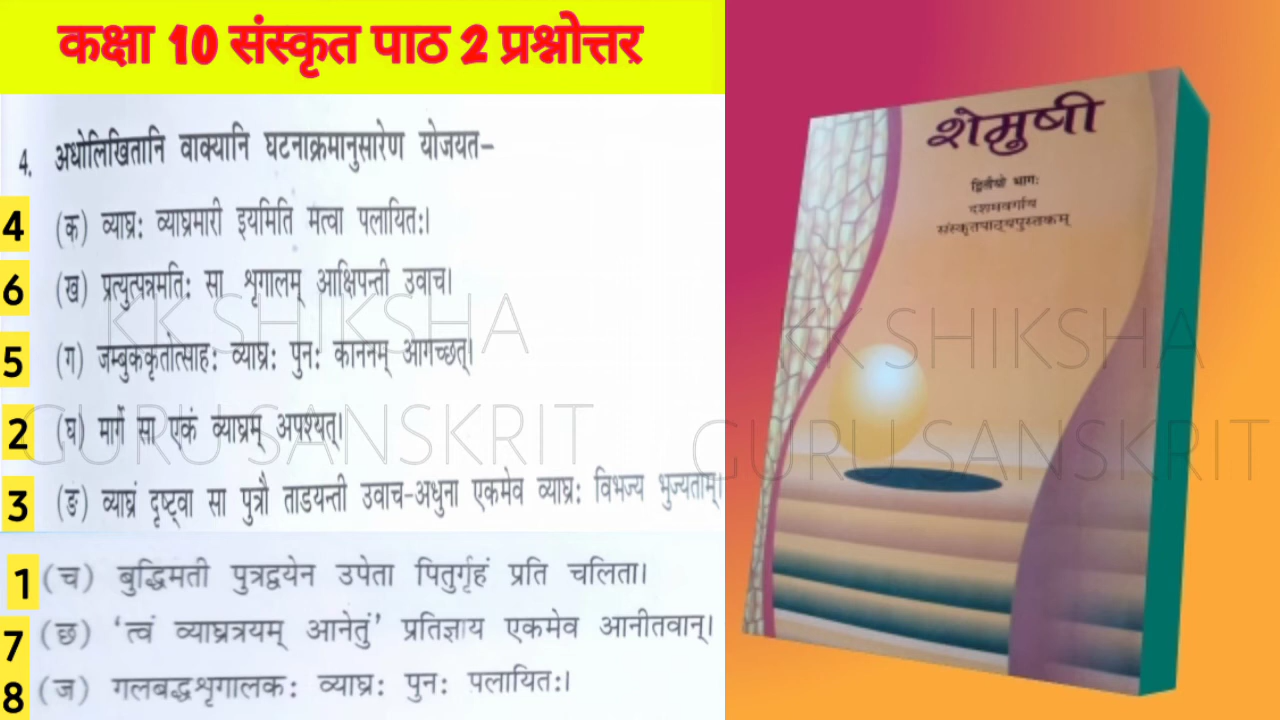 कक्षा 10 संस्कृत पाठ 2 प्रश्नोत्तर
4. अधोलिखितानि वाक्यानि घटनाक्रमानुसारेण योजयत–
4 (क) व्याघ्रः व्याघ्रमारी इयमिति मत्वा पलायितः।
6 (ख) प्रत्युत्पन्नमतिः सा शृगालम् आक्षिपन्ती उवाच।
5 (ग) जम्बुककृतोत्साहः व्याघ्रः पुनः काननम् आगच्छत्।
2 (घ) मार्गे सा एकं व्याघ्रम् अपश्यत्।
3 (ङ) व्याघ्रं दृष्ट्वा सा पुत्रौ ताडयन्ती उवाच-अधुना एकमेव व्याघ्रः विभज्य भुज्यताम्।
1 (च) बुद्धिमती पुत्रद्वयेन उपेता पितुर्गृहं प्रति चलिता।
7 (छ) ‘त्वं व्याघ्रत्रयम् आनेतुं’ प्रतिज्ञाय एकमेव आनीतवान्।
8 (ज) गलबद्धशृगालकः व्याघ्रः पुनः पलायितः।
KK SHIKSHA
GURU SANSKRIT
शेमुषी
द्वितीयो भागः
दशमवर्गाय
संस्कृतपाठ्यपुस्तकम्
KK SHIKSHA
GURU SANSKRIT